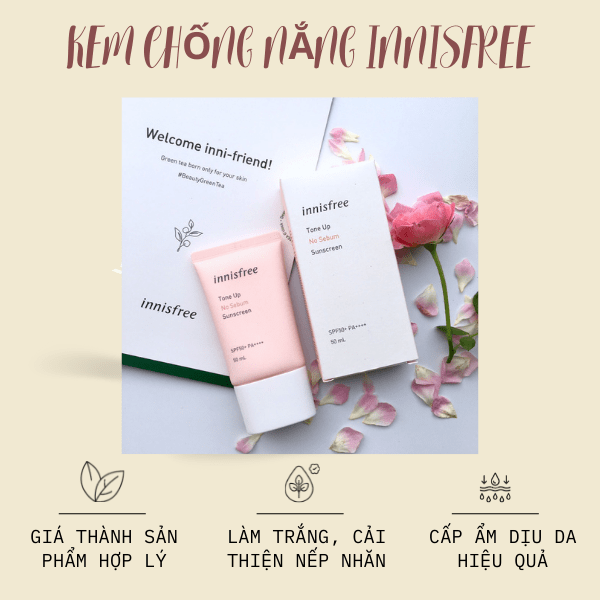 KEM CHỐNG NẮNG INNISFREE
Welcome inni-friend!
Green tea born only for your skin
#BeautyGreenTea
innisfree
innisfree
Tone Up
No Sebum
Sunscreen
SPF50+ PA++++
50 mL
innisfree
Tone Up
No Sebum
Sunscreen
SPF50+ PA++++
50 mL
GIÁ THÀNH SẢN
PHẨM HỢP LÝ
LÀM TRẮNG, CẢI
THIỆN NẾP NHĂN
CẤP ẨM DỊU DA
HIỆU QUẢ